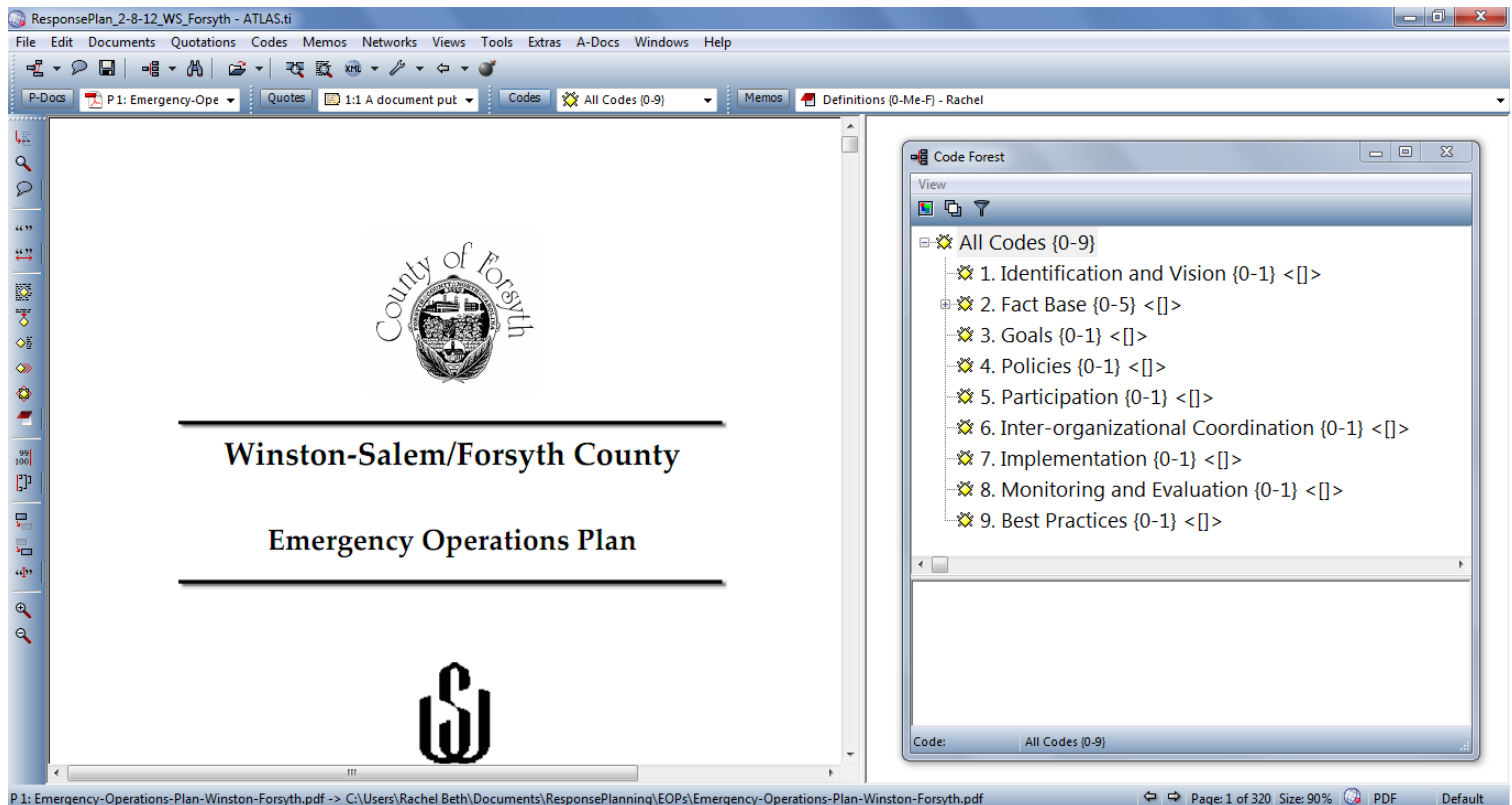 ResponsePlan_2-8-12_WS_Forsyth - ATLAS.ti
File Edit Documents Quotations Codes Memos Networks Views Tools Extras A-Docs Windows Help
XML
P-Docs P 1: Emergency-Ope Quotes 1:1 A document put Codes All Codes {0-9} Memos Definitions {0-Me-F} - Rachel
County of Forsyth
Winston-Salem/Forsyth County
Emergency Operations Plan
WS
Code Forest
View
All Codes {0-9}
1. Identification and Vision {0-1} <[]>
2. Fact Base {0-5} <[]>
3. Goals {0-1} <[]>
4. Policies {0-1} <[]>
5. Participation {0-1} <[]>
6. Inter-organizational Coordination {0-1} <[]>
7. Implementation {0-1} <[]>
8. Monitoring and Evaluation {0-1} <[]>
9. Best Practices {0-1} <[]>
Code: All Codes {0-9}
P 1: Emergency-Operations-Plan-Winston-Forsyth.pdf -> C:\Users\Rachel Beth\Documents\ResponsePlanning\EOPs\Emergency-Operations-Plan-Winston-Forsyth.pdf Page: 1 of 320 Size: 90% PDF Default